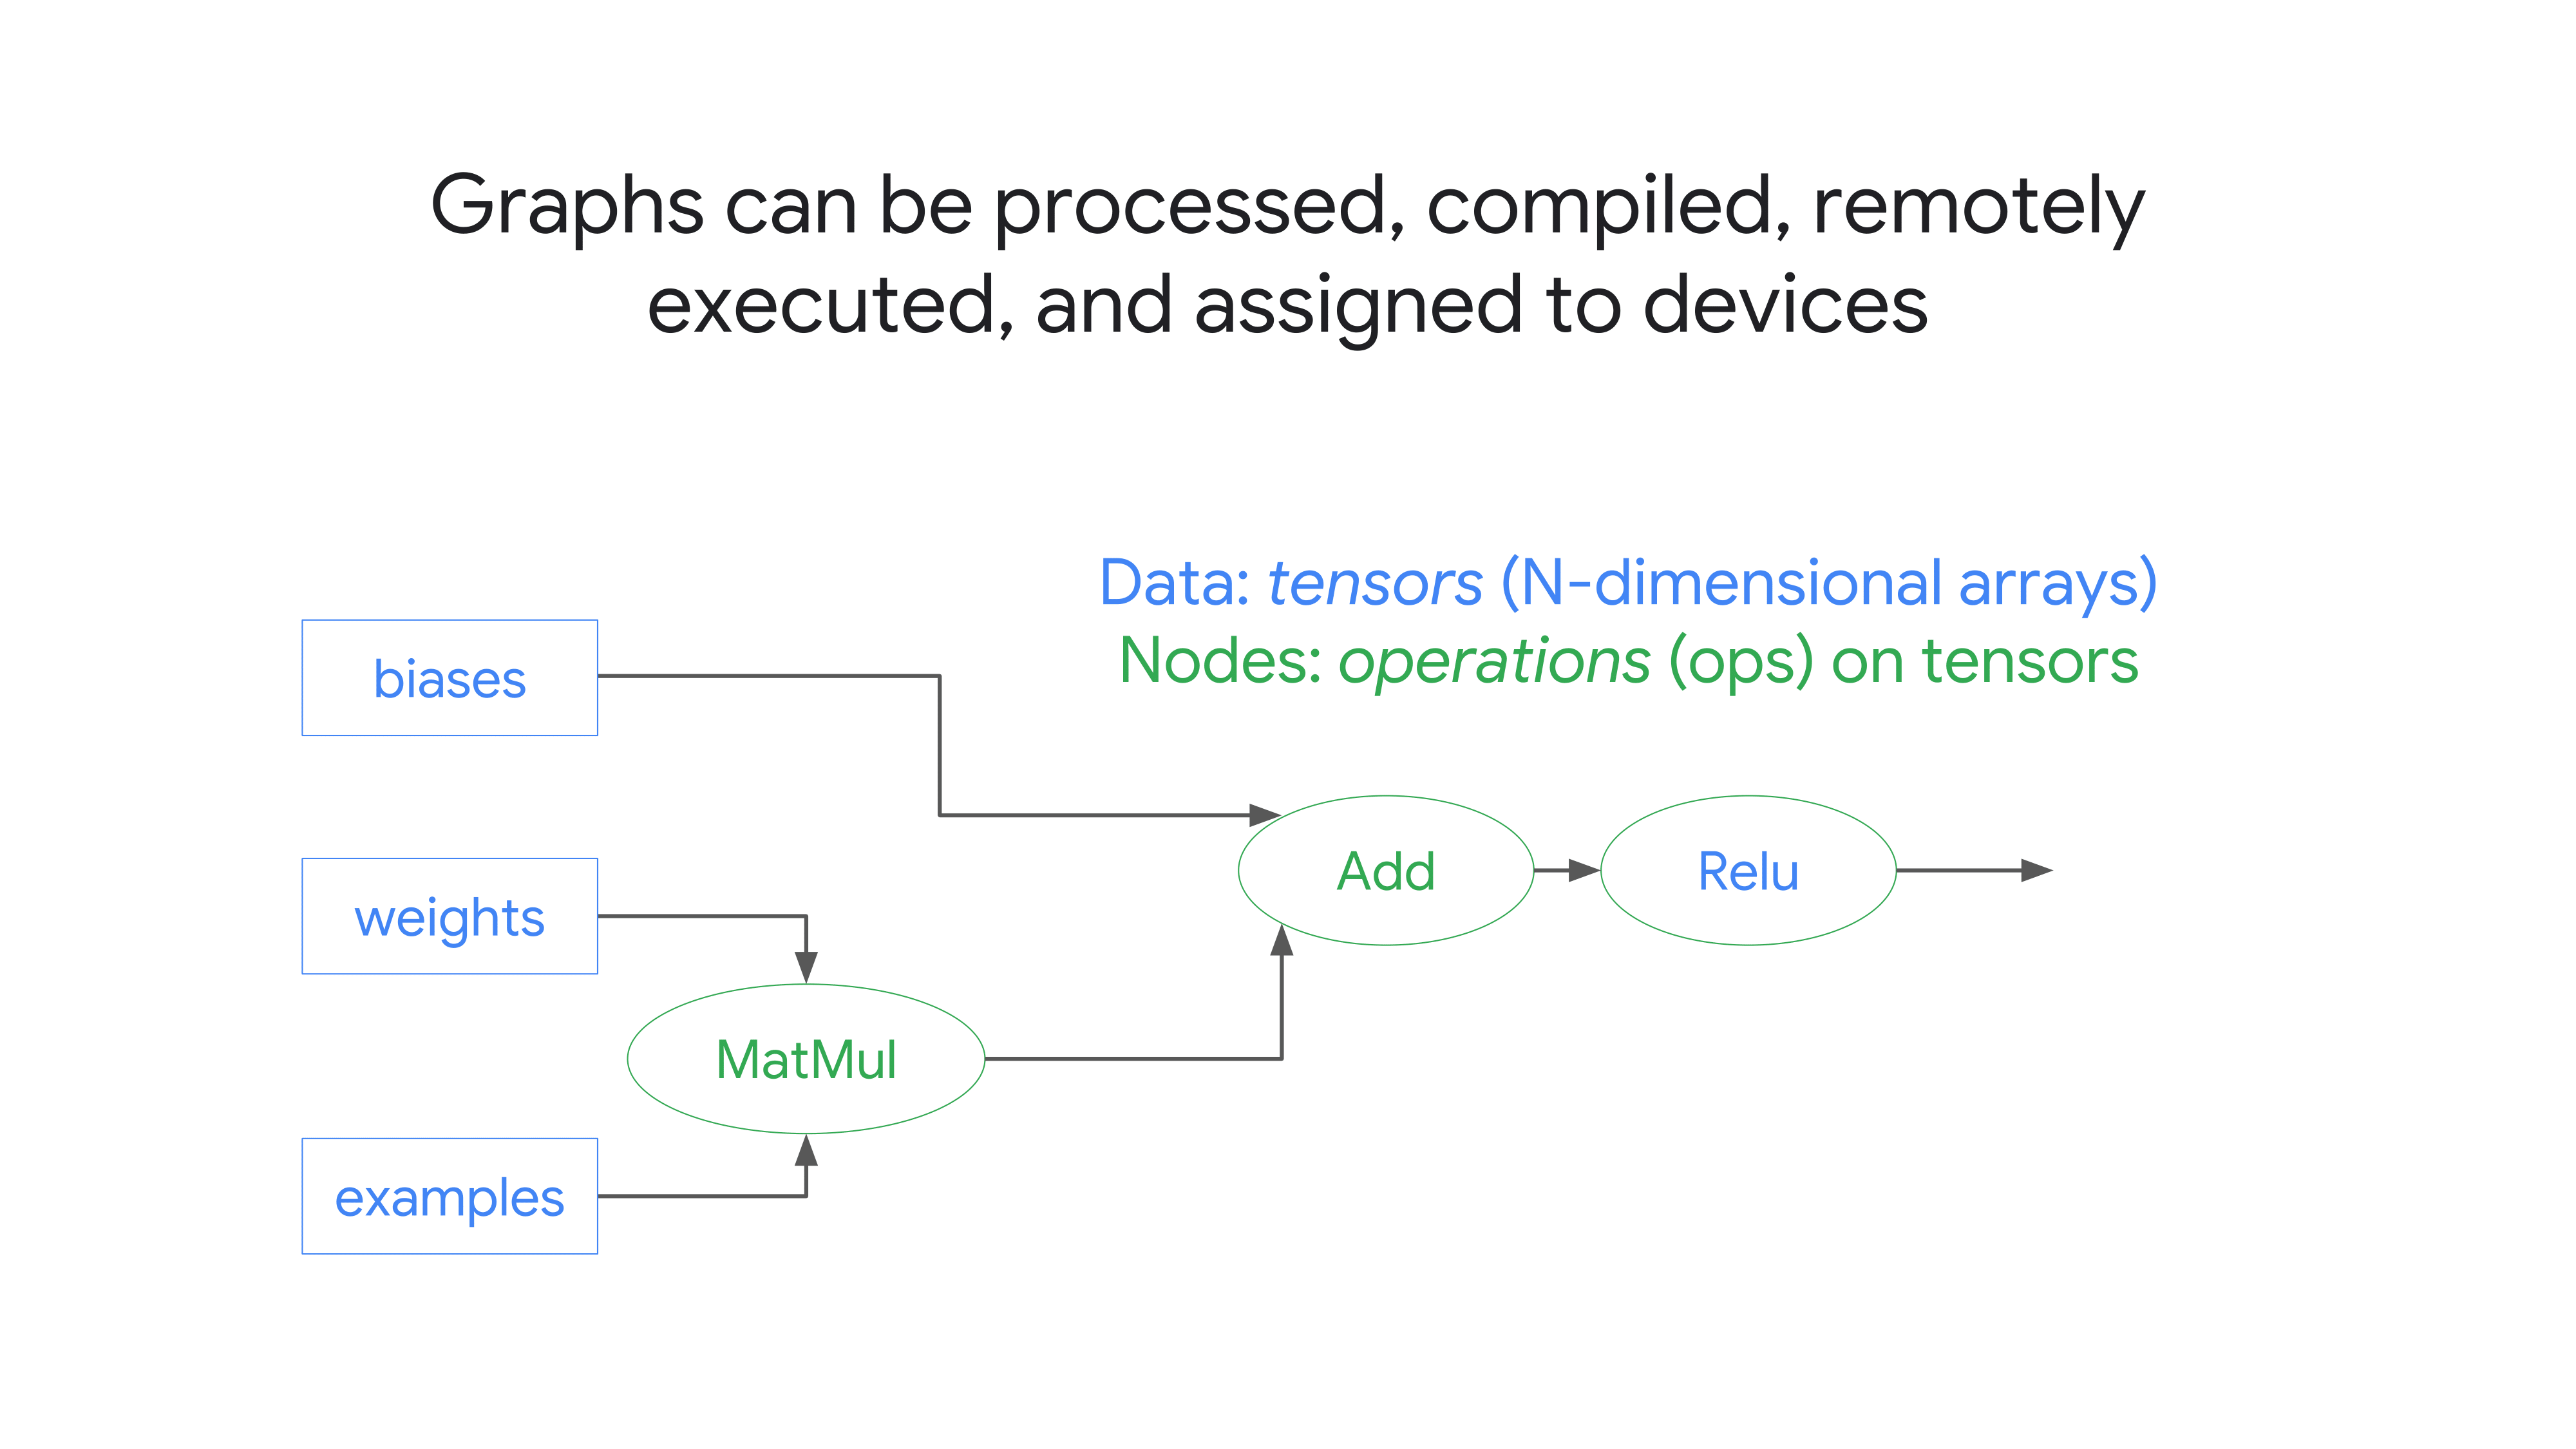 Graphs can be processed, compiled, remotely
executed, and assigned to devices
Data: tensors (N-dimensional arrays)
Nodes: operations (ops) on tensors
biases
weights
examples
MatMul
Add
Relu